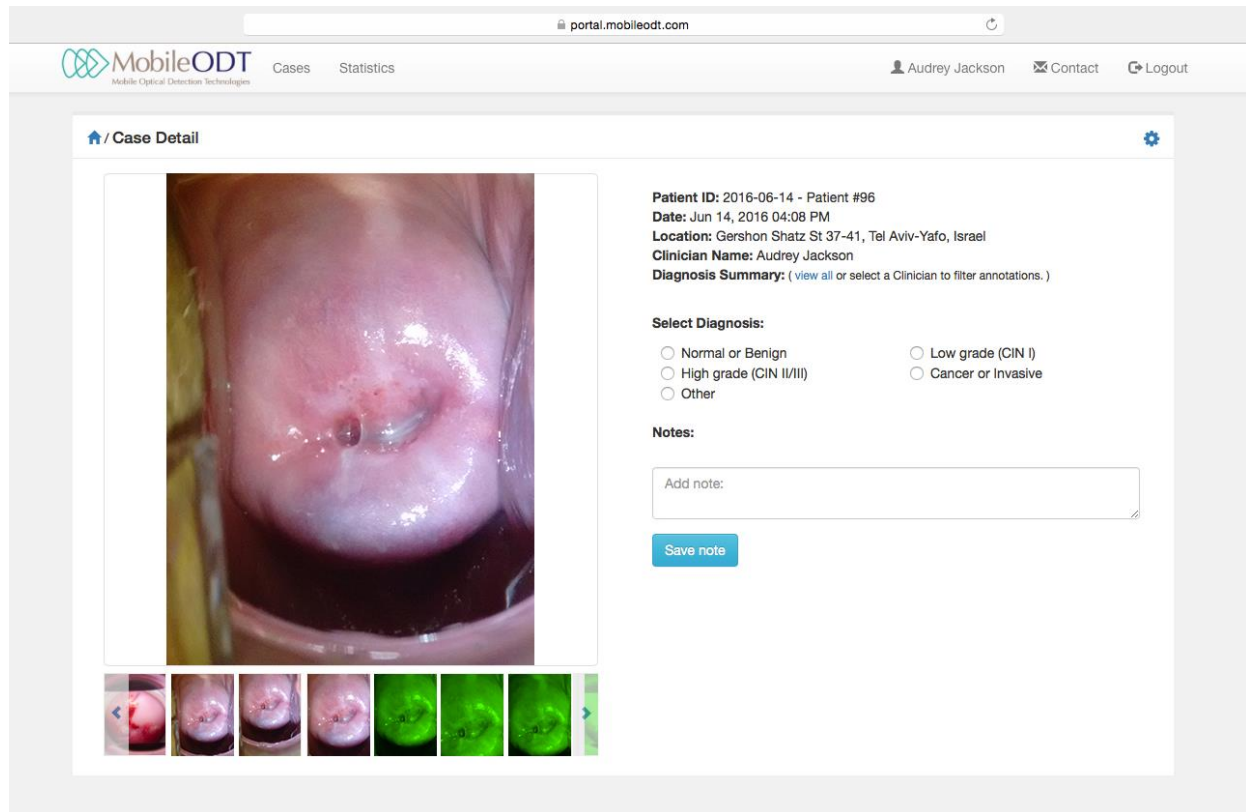 portal.mobileodt.com
MobileODT
Mobile Optical Detection Technologies
Cases Statistics
Audrey Jackson Contact Logout
/ Case Detail
Patient ID: 2016-06-14 - Patient #96
Date: Jun 14, 2016 04:08 PM
Location: Gershon Shatz St 37-41, Tel Aviv-Yafo, Israel
Clinician Name: Audrey Jackson
Diagnosis Summary: ( view all or select a Clinician to filter annotations. )
Select Diagnosis:
Normal or Benign Low grade (CIN I)
High grade (CIN II/III) Cancer or Invasive
Other
Notes:
Add note:
Save note